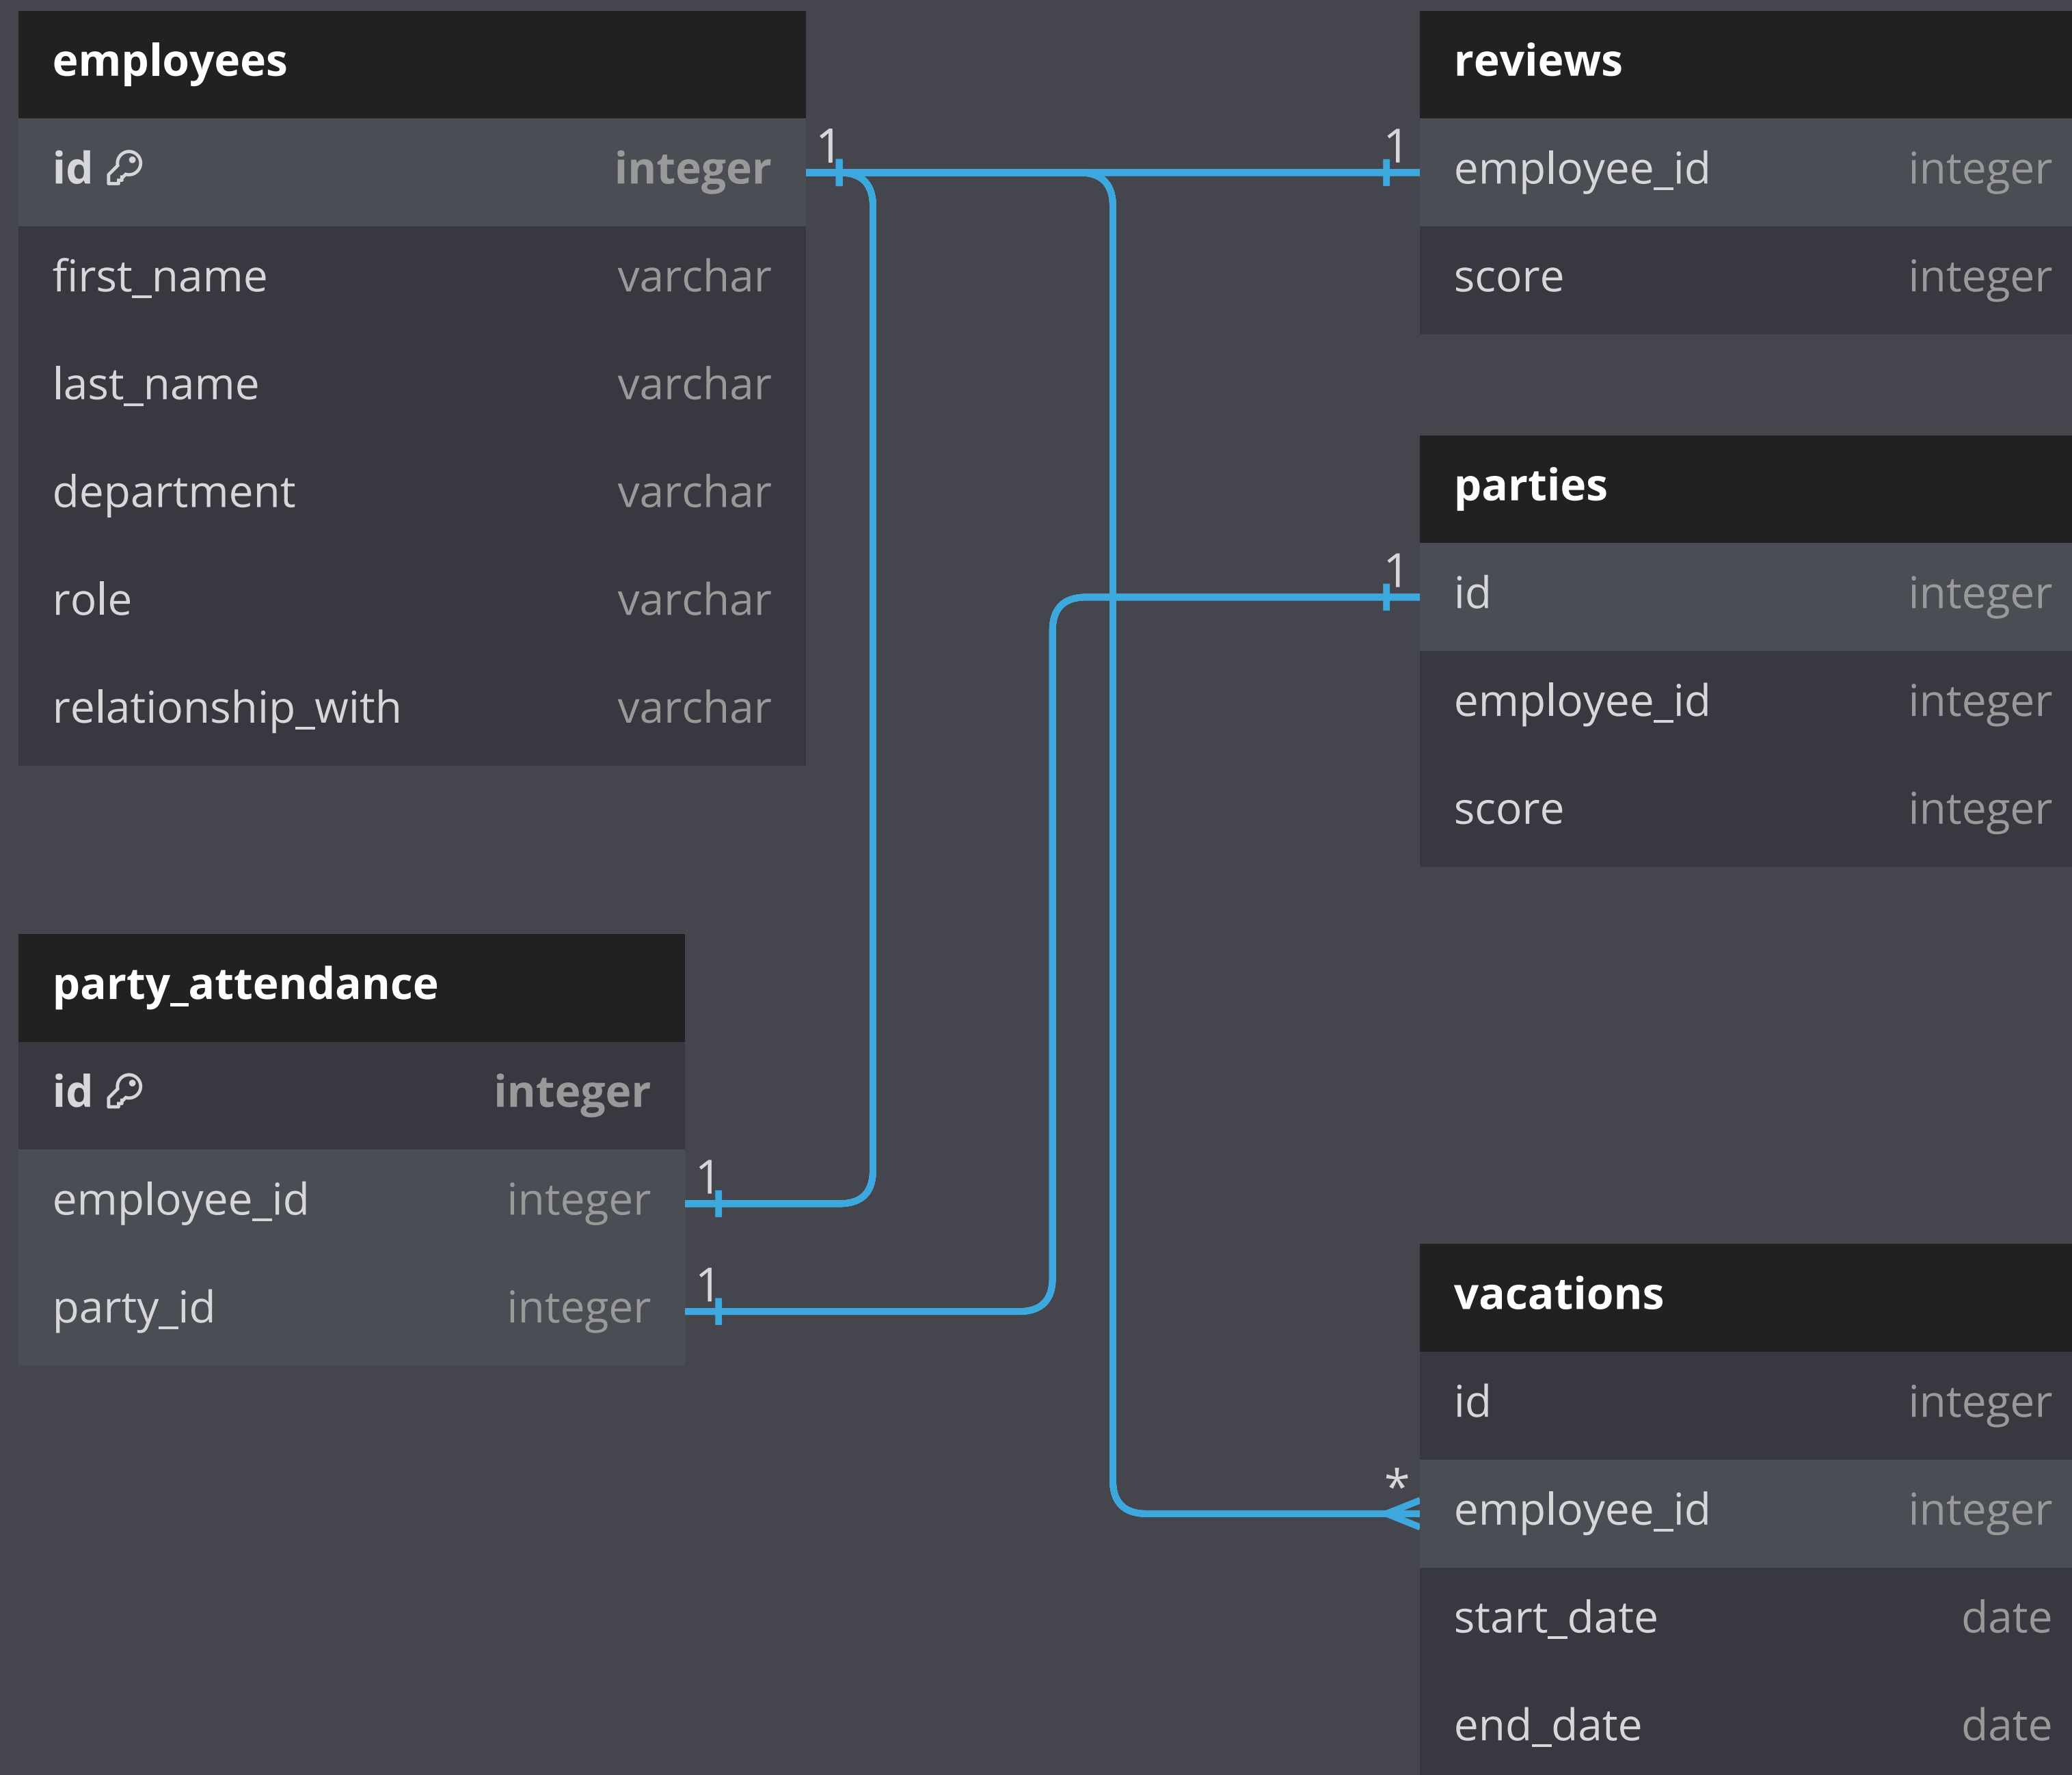 employees
id integer
first_name varchar
last_name varchar
department varchar
role varchar
relationship_with varchar
1
1
reviews
employee_id integer
score integer
1
parties
id integer
employee_id integer
score integer
party_attendance
id integer
employee_id integer
party_id integer
1
1
*
vacations
id integer
employee_id integer
start_date date
end_date date